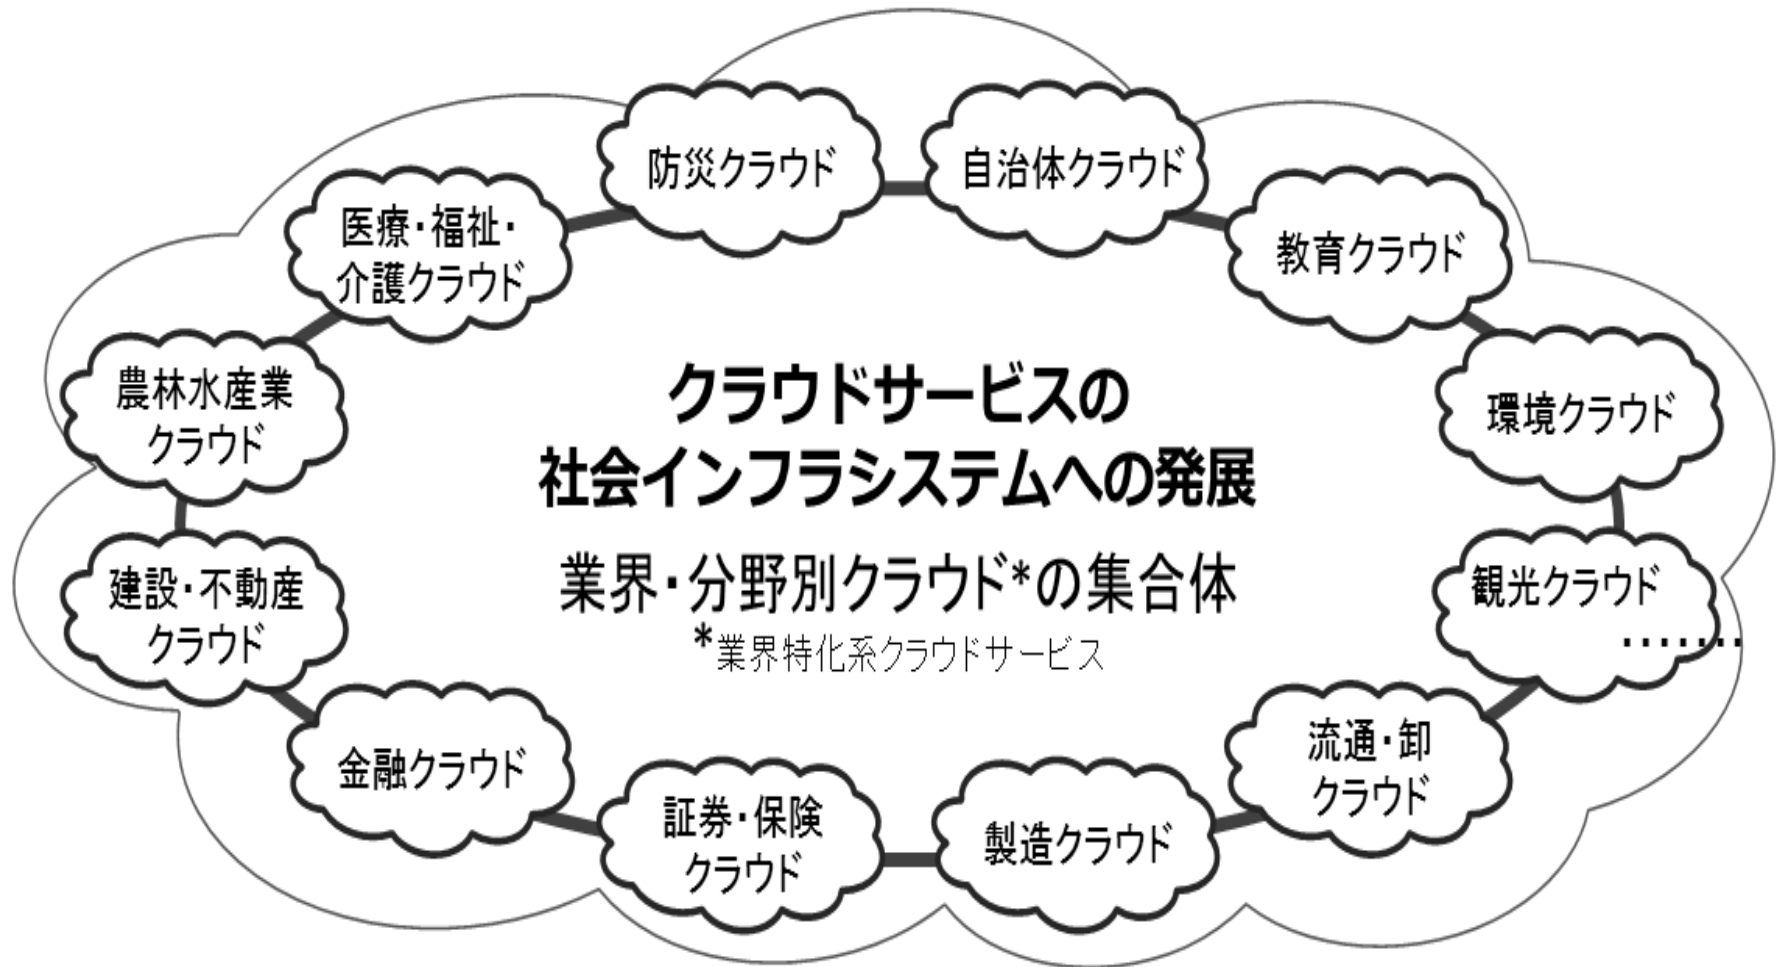 防災クラウド
自治体クラウド
医療・福祉・
介護クラウド
教育クラウド
農林水産業
クラウド
環境クラウド
クラウドサービスの
社会インフラシステムへの発展
業界・分野別クラウド*の集合体
*業界特化系クラウドサービス
建設・不動産
クラウド
観光クラウド
・・・・・・・
金融クラウド
流通・卸
クラウド
証券・保険
クラウド
製造クラウド